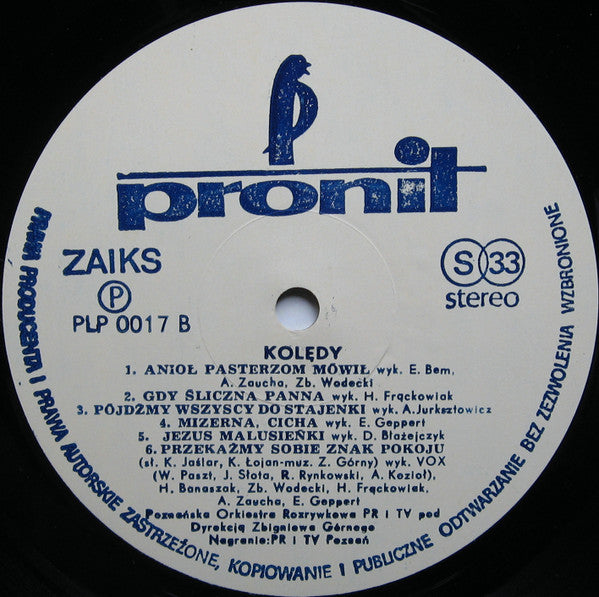 pronit
ZAIKS
P
PLP 0017 B
S 33
stereo
KOLĘDY
1. ANIOŁ PASTERZOM MÓWIŁ wyk. E. Bem,
A. Zaucha, Zb. Wodecki
2. GDY ŚLICZNA PANNA wyk. H. Frąckowiak
3. PÓJDŹMY WSZYSCY DO STAJENKI wyk. A. Jurksztowicz
4. MIZERNA, CICHA wyk. E. Geppert
5. JEZUS MALUSIEŃKI wyk. D. Błażejczyk
6. PRZEKAŻMY SOBIE ZNAK POKOJU
(sł. K. Jaślar, K. Łojan-muz. Z. Górny) wyk. VOX
(W. Paszt, J. Słota, R. Rynkowski, A. Kozioł),
H. Banaszak, Zb. Wodecki, H. Frąckowiak,
A. Zaucha, E. Geppert
Poznańska Orkiestra Rozrywkowa PR i TV pod
Dyrekcją Zbigniewa Górnego
Nagranie: PR i TV Poznań
PRAWA PRODUCENTA I PRAWA AUTORSKIE ZASTRZEŻONE, KOPIOWANIE I PUBLICZNE ODTWARZANIE BEZ ZEZWOLENIA WZBRONIONE